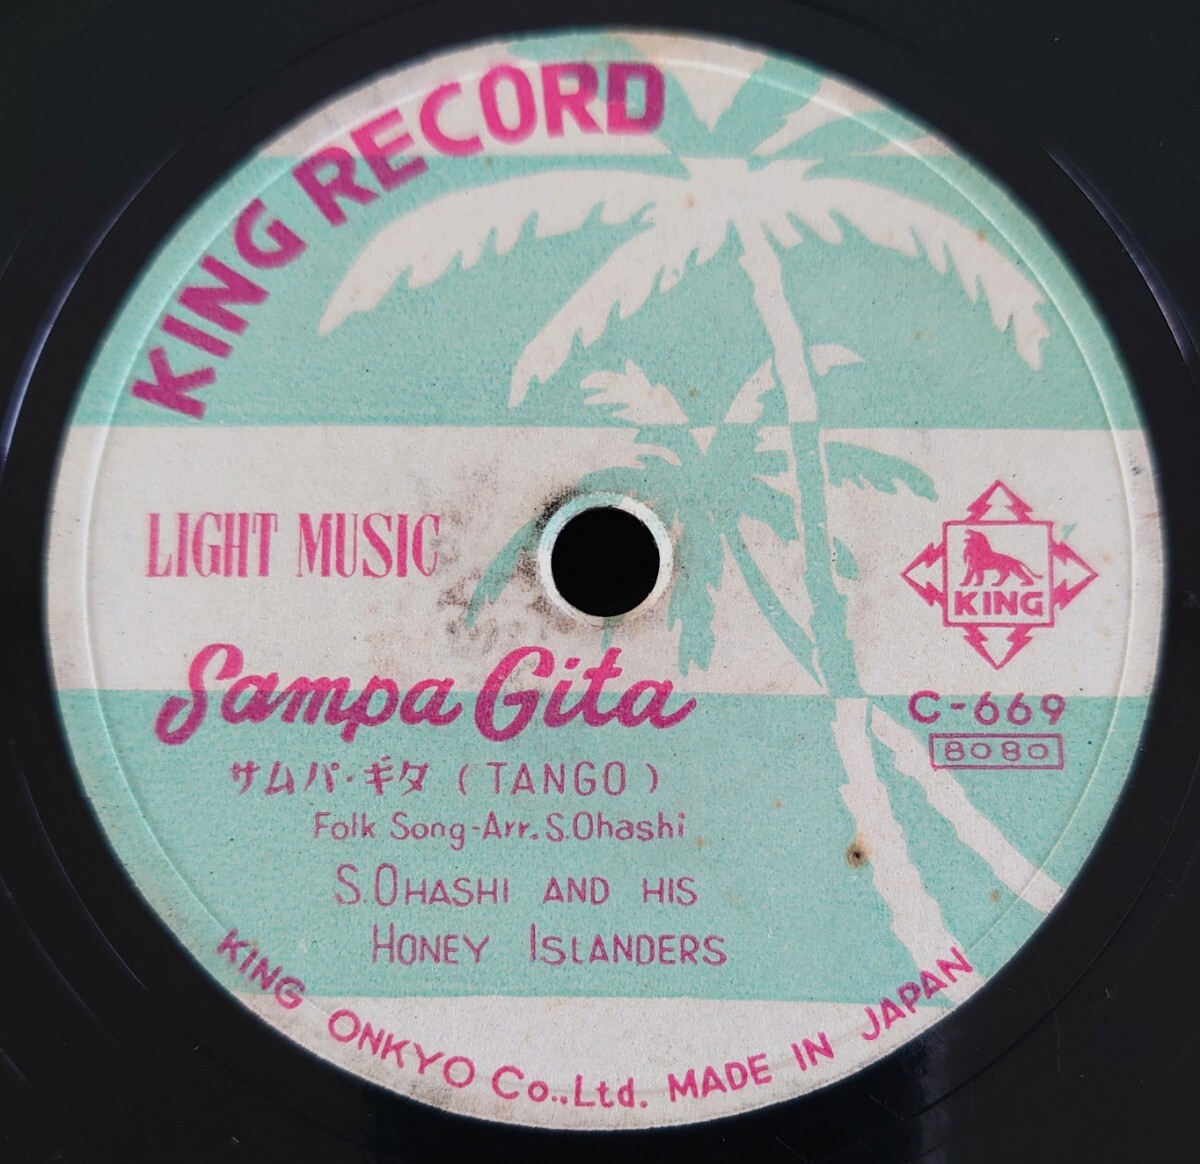 KING RECORD
LIGHT MUSIC
KING
Sampa Gita
C-669
8080
サムパ・ギタ (TANGO)
Folk Song-Arr. S.Ohashi
S.OHASHI AND HIS
HONEY ISLANDERS
KING ONKYO Co.,Ltd. MADE IN JAPAN